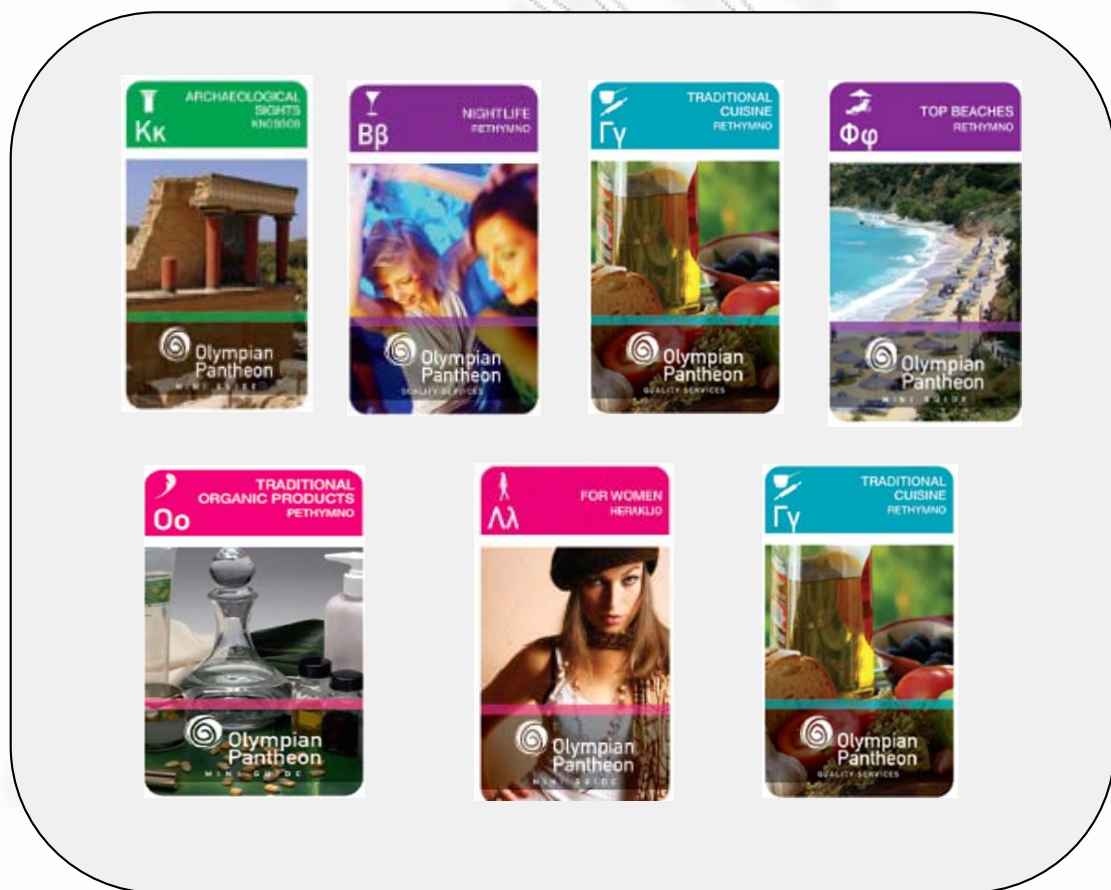 ARCHAEOLOGICAL
SIGHTS
KNOSSOS
Κκ
Olympian
Pantheon
MINI GUIDE
NIGHTLIFE
RETHYMNO
Ββ
Olympian
Pantheon
QUALITY SERVICES
TRADITIONAL
CUISINE
RETHYMNO
Γγ
Olympian
Pantheon
QUALITY SERVICES
TOP BEACHES
RETHYMNO
Φφ
Olympian
Pantheon
MINI GUIDE
TRADITIONAL
ORGANIC PRODUCTS
PETHYMNO
Οο
Olympian
Pantheon
MINI GUIDE
FOR WOMEN
HERAKLIO
Λλ
Olympian
Pantheon
MINI GUIDE
TRADITIONAL
CUISINE
RETHYMNO
Γγ
Olympian
Pantheon
QUALITY SERVICES